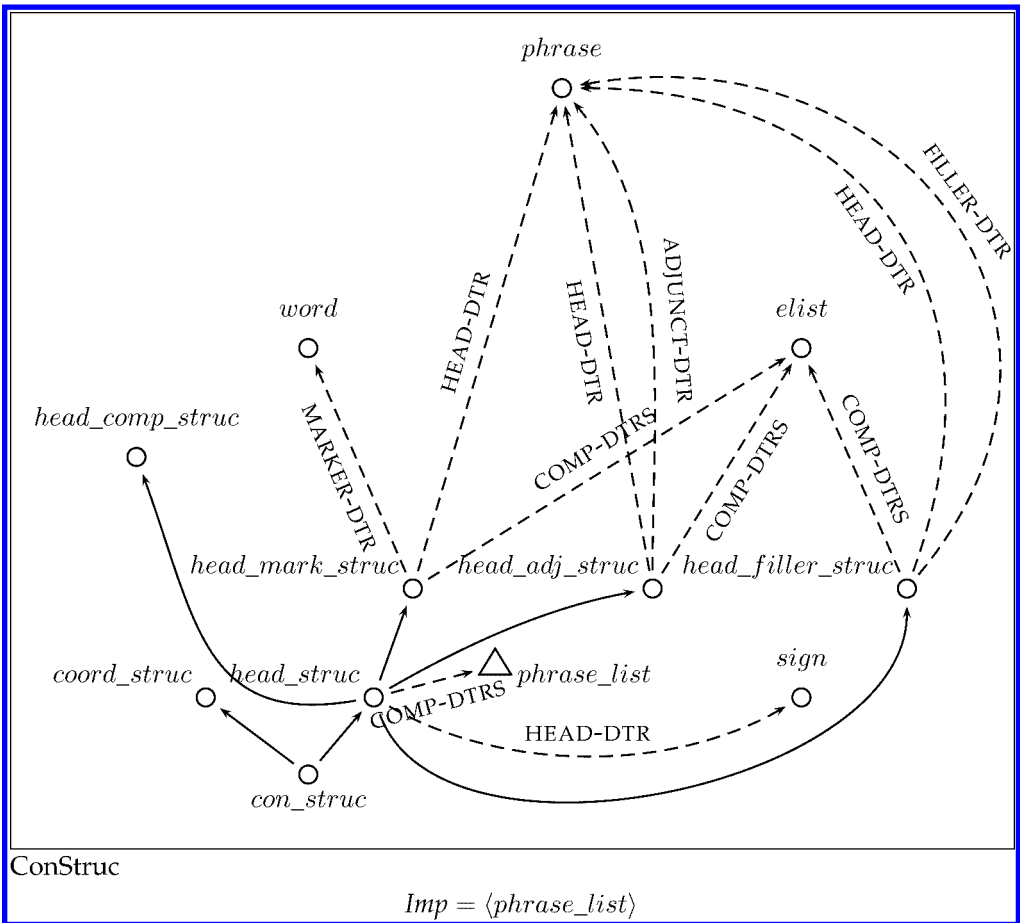 phrase
FILLER-DTR
HEAD-DTR
ADJUNCT-DTR
HEAD-DTR
HEAD-DTR
word
elist
head_comp_struc
MARKER-DTR
COMP-DTRS
COMP-DTRS
COMP-DTRS
head_mark_struc
head_adj_struc
head_filler_struc
coord_struc
head_struc
phrase_list
sign
COMP-DTRS
HEAD-DTR
con_struc
ConStruc
Imp = ⟨phrase_list⟩